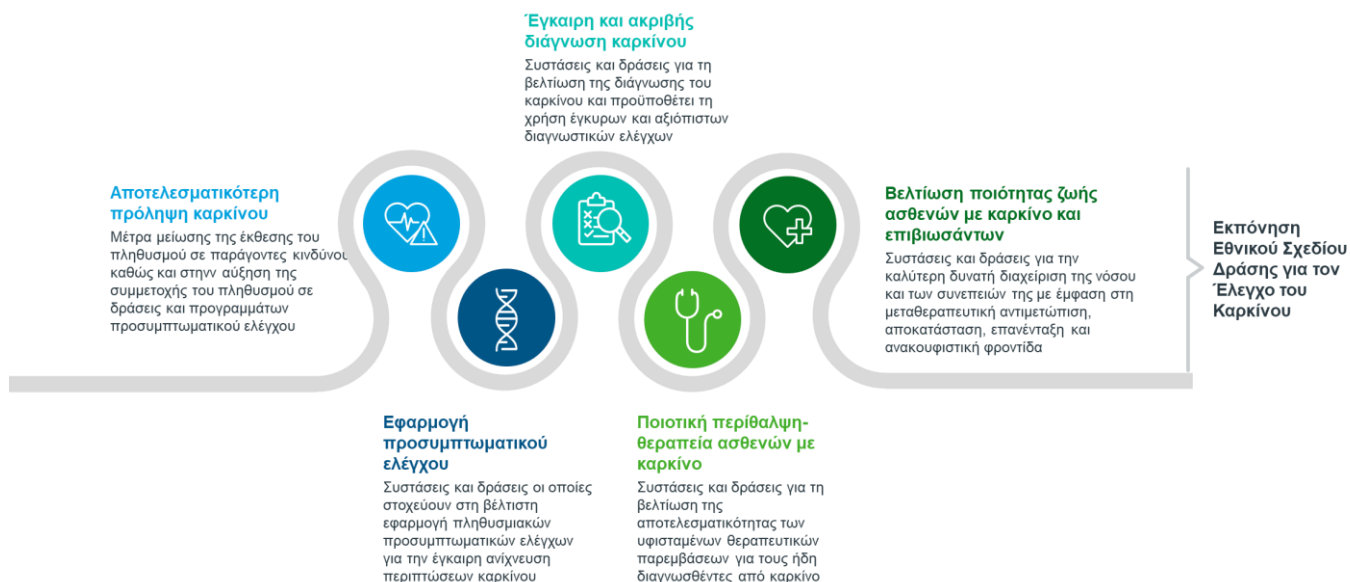 Έγκαιρη και ακριβής
διάγνωση καρκίνου
Συστάσεις και δράσεις για τη
βελτίωση της διάγνωσης του
καρκίνου και προϋποθέτει τη
χρήση έγκυρων και αξιόπιστων
διαγνωστικών ελέγχων
Αποτελεσματικότερη
πρόληψη καρκίνου
Μέτρα μείωσης της έκθεσης του
πληθυσμού σε παράγοντες κινδύνου
καθώς και στηνν αύξηση της
συμμετοχής του πληθυσμού σε
δράσεις και προγραμμάτων
προσυμπτωματικού ελέγχου
Βελτίωση ποιότητας ζωής
ασθενών με καρκίνο και
επιβιωσάντων
Συστάσεις και δράσεις για την
καλύτερη δυνατή διαχείριση της νόσου
και των συνεπειών της με έμφαση στη
μεταθεραπευτική αντιμετώπιση,
αποκατάσταση, επανένταξη και
ανακουφιστική φροντίδα
Εκπόνηση
Εθνικού Σχεδίου
Δράσης για τον
Έλεγχο του
Καρκίνου
Εφαρμογή
προσυμπτωματικού
ελέγχου
Συστάσεις και δράσεις οι οποίες
στοχεύουν στη βέλτιστη
εφαρμογή πληθυσμιακών
προσυμπτωματικών ελέγχων
για την έγκαιρη ανίχνευση
περιπτώσεων καρκίνου
Ποιοτική περίθαλψη-
θεραπεία ασθενών με
καρκίνο
Συστάσεις και δράσεις για τη
βελτίωση της
αποτελεσματικότητας των
υφισταμένων θεραπευτικών
παρεμβάσεων για τους ήδη
διαγνωσθέντες από καρκίνο